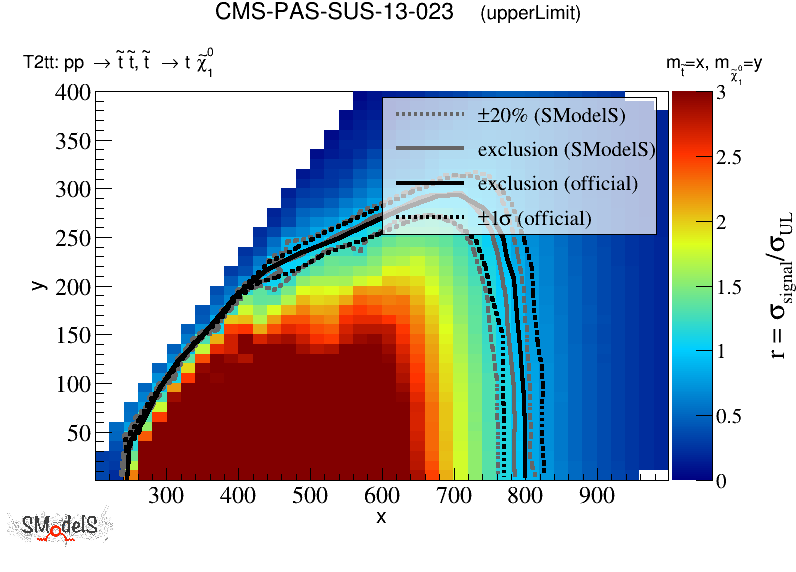 CMS-PAS-SUS-13-023 (upperLimit)
T2tt: pp → t̃ t̃, t̃ → t χ̃₁⁰
m_t̃=x, m_χ̃₁⁰=y
±20% (SModelS)
exclusion (SModelS)
exclusion (official)
±1σ (official)
400
350
300
250
200
150
100
50
y
300 400 500 600 700 800 900
x
3
2.5
2
1.5
1
0.5
0
r = σ_signal/σ_UL
SModelS